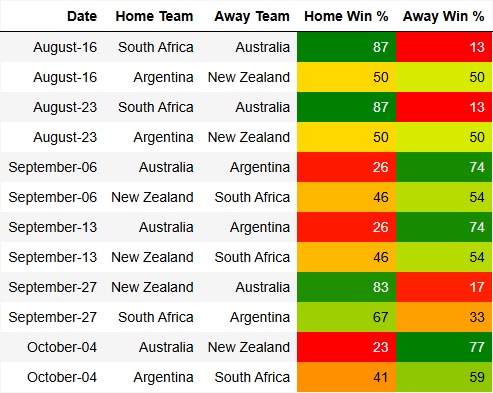 Date Home Team Away Team Home Win % Away Win %
August-16 South Africa Australia 87 13
August-16 Argentina New Zealand 50 50
August-23 South Africa Australia 87 13
August-23 Argentina New Zealand 50 50
September-06 Australia Argentina 26 74
September-06 New Zealand South Africa 46 54
September-13 Australia Argentina 26 74
September-13 New Zealand South Africa 46 54
September-27 New Zealand Australia 83 17
September-27 South Africa Argentina 67 33
October-04 Australia New Zealand 23 77
October-04 Argentina South Africa 41 59